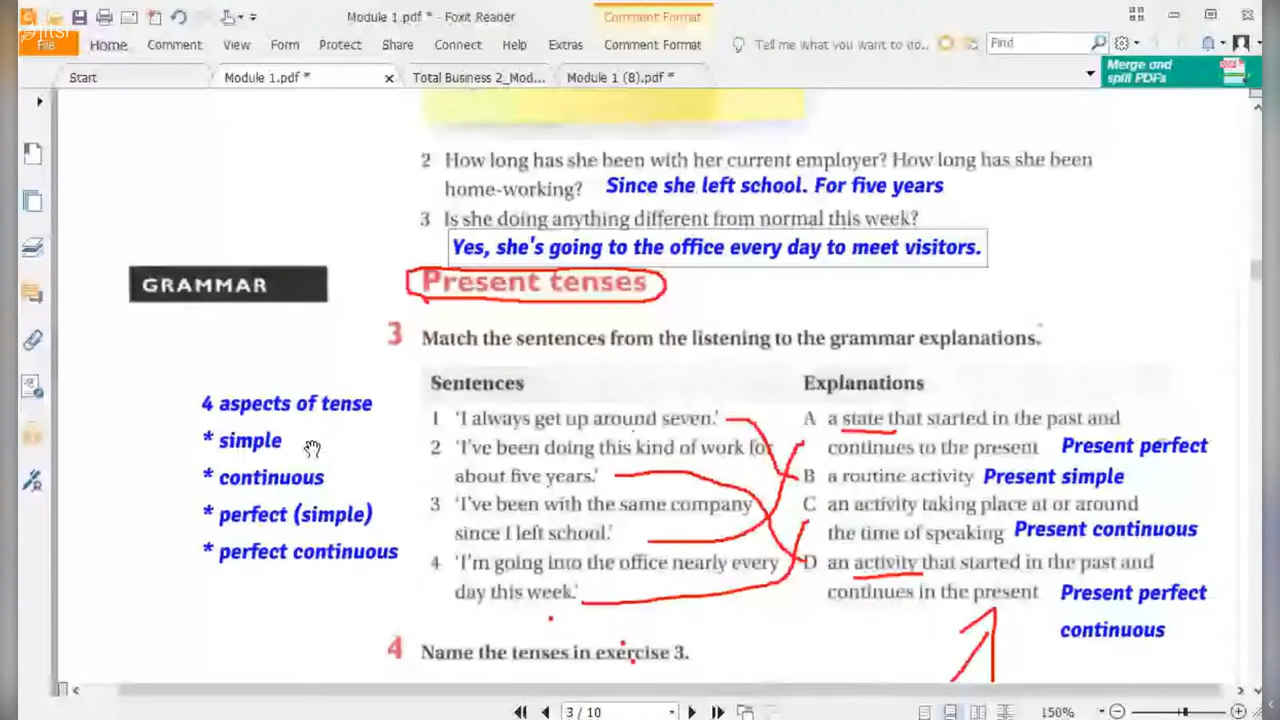 Jitsi
Module 1.pdf * - Foxit Reader
Comment Format
File Home Comment View Form Protect Share Connect Help Extras Comment Format Tell me what you want to do.. Find
Start Module 1.pdf * Total Business 2_Mod... Module 1 (8).pdf *
Merge and
split PDFs
2 How long has she been with her current employer? How long has she been
home-working? Since she left school. For five years
3 Is she doing anything different from normal this week?
Yes, she's going to the office every day to meet visitors.
GRAMMAR Present tenses
3 Match the sentences from the listening to the grammar explanations.
Sentences Explanations
4 aspects of tense
* simple
* continuous
* perfect (simple)
* perfect continuous
1 'I always get up around seven.'
2 'I've been doing this kind of work for
about five years.'
3 'I've been with the same company
since I left school.'
4 'I'm going into the office nearly every
day this week.'
A a state that started in the past and
continues to the present Present perfect
B a routine activity Present simple
C an activity taking place at or around
the time of speaking Present continuous
D an activity that started in the past and
continues in the present Present perfect
continuous
4 Name the tenses in exercise 3.
3 / 10 150%